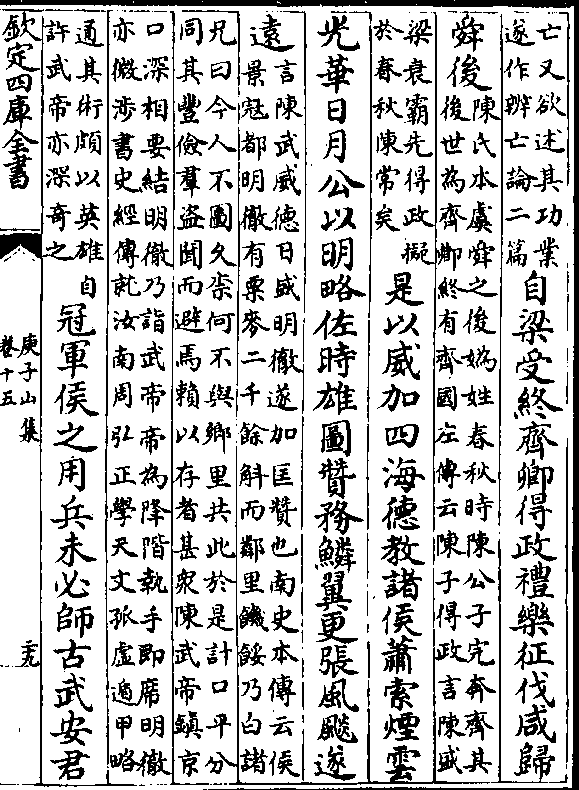 亡又欲述其功業
遂作辨亡論二篇
自梁受終齊卿得政禮樂征伐咸歸
舜後
陳氏本虞舜之後媯姓春秋時陳公子完奔齊其
後世為齊卿終有齊國左傳云陳子得政言陳盛
梁衰霸先得政擬
於春秋陳常矣
是以威加四海德教諸侯蕭索煙雲
光華日月公以明略佐時雄圖贊務鱗翼更張風飈遂
遠
言陳武威德日盛明徹遂加匡贊也南史本傳云侯
景冦都明徹有粟麥二千餘斛而鄰里饑餒乃白諸
兄曰今人不圖久柰何不與鄉里共此於是計口平分
同其豐儉羣盗聞而避焉賴以存者甚衆陳武帝鎮京
口深相要結明徹乃詣武帝帝為降階執手即席明徹
亦微涉書史經傳就汝南周弘正學天文孤虛遁甲略
通其術頗以英雄自
許武帝亦深奇之
冠軍侯之用兵未必師古武安君
欽定四庫全書
庾子山集
卷十五